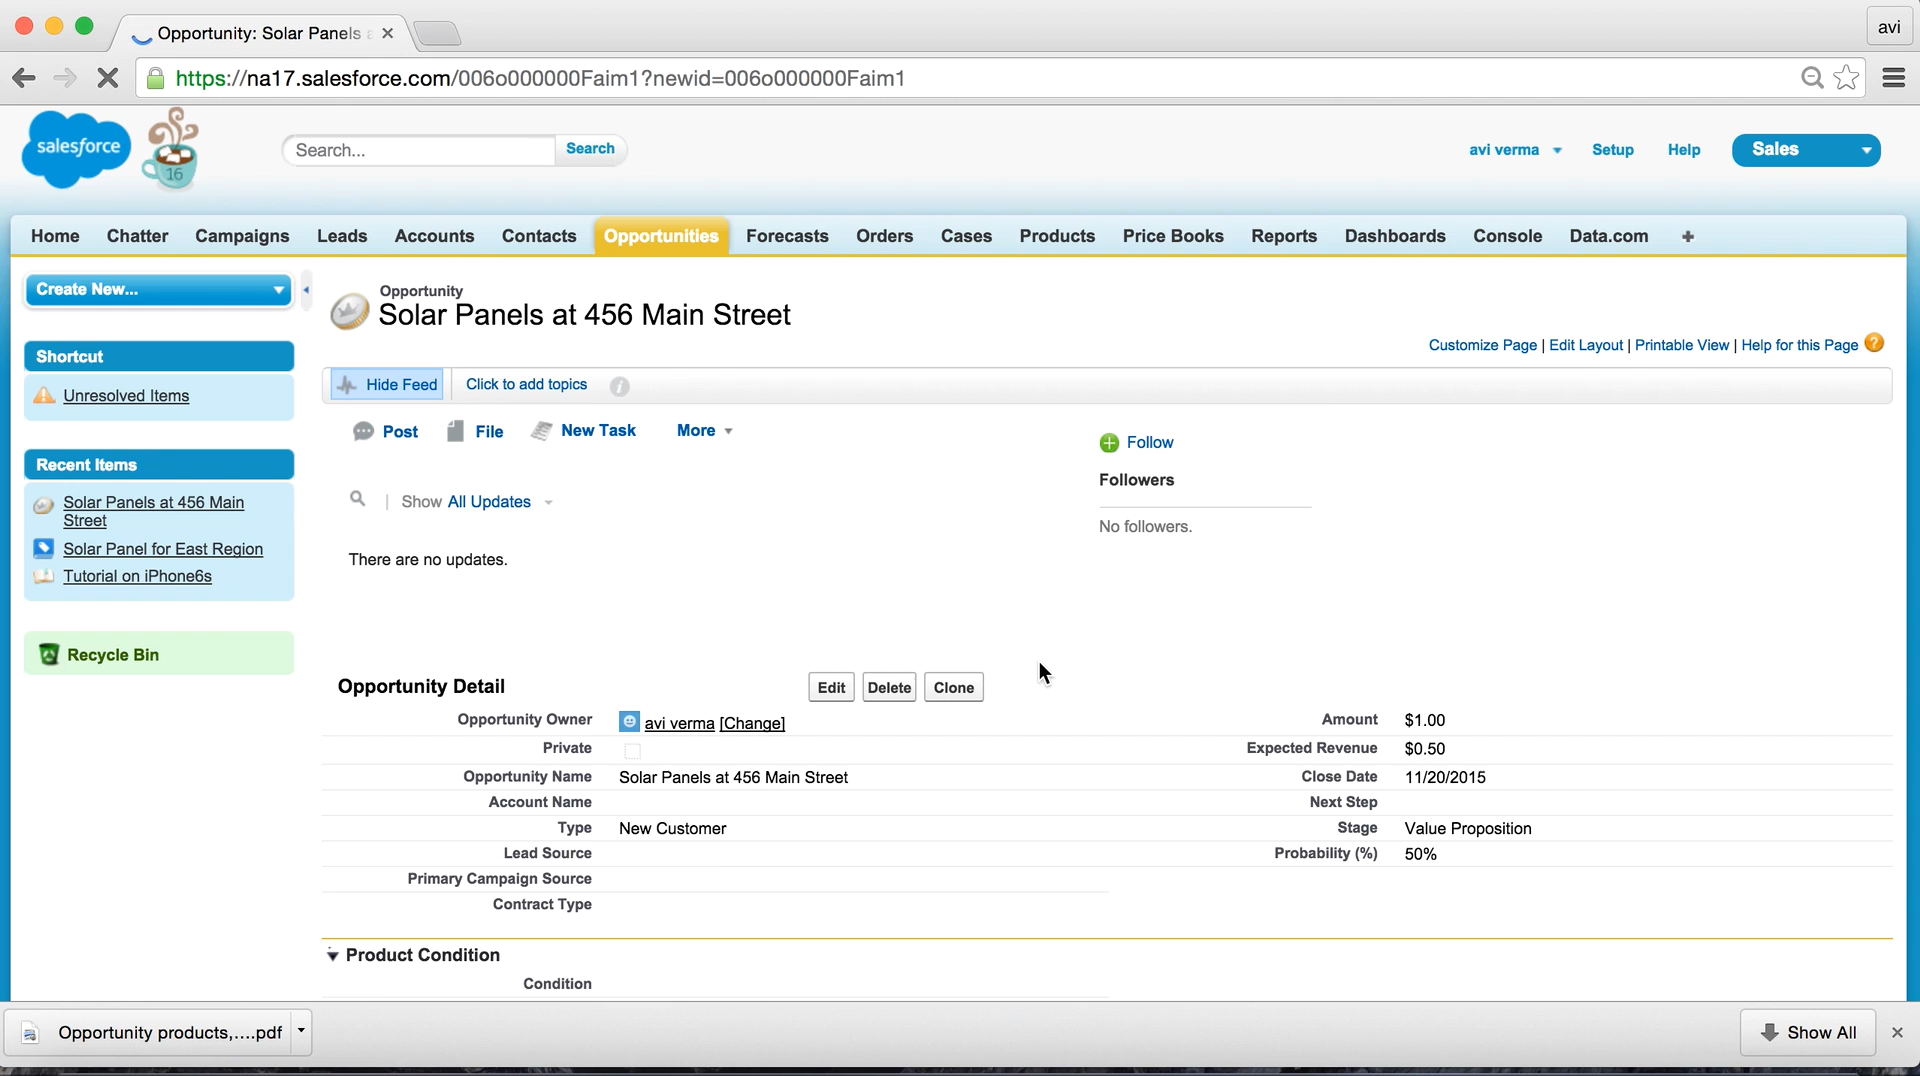 Opportunity: Solar Panels a
avi
https://na17.salesforce.com/006o000000Faim1?newid=006o000000Faim1
salesforce
16
Search...
Search
avi verma
Setup
Help
Sales
Home
Chatter
Campaigns
Leads
Accounts
Contacts
Opportunities
Forecasts
Orders
Cases
Products
Price Books
Reports
Dashboards
Console
Data.com
+
Create New...
Shortcut
Unresolved Items
Recent Items
Solar Panels at 456 Main
Street
Solar Panel for East Region
Tutorial on iPhone6s
Recycle Bin
Opportunity
Solar Panels at 456 Main Street
Customize Page | Edit Layout | Printable View | Help for this Page ?
Hide Feed
Click to add topics
i
Post
File
New Task
More
Show All Updates
There are no updates.
Follow
Followers
No followers.
Opportunity Detail
Edit
Delete
Clone
Opportunity Owner avi verma [Change]
Amount $1.00
Private
Expected Revenue $0.50
Opportunity Name Solar Panels at 456 Main Street
Close Date 11/20/2015
Account Name
Next Step
Type New Customer
Stage Value Proposition
Lead Source
Probability (%) 50%
Primary Campaign Source
Contract Type
Product Condition
Condition
Opportunity products,....pdf
Show All